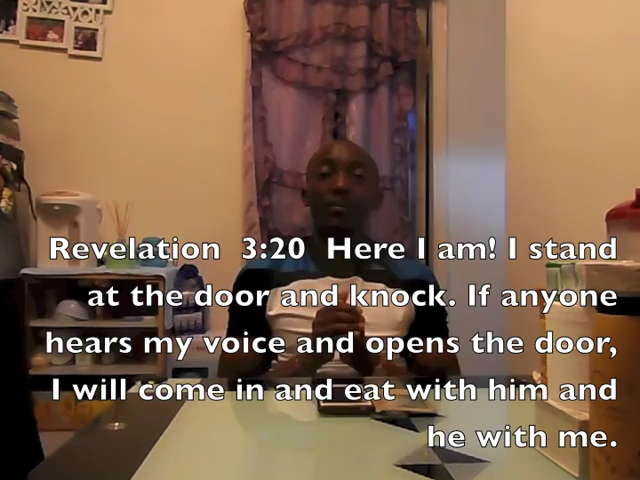 Revelation 3:20 Here I am! I stand
at the door and knock. If anyone
hears my voice and opens the door,
I will come in and eat with him and
he with me.